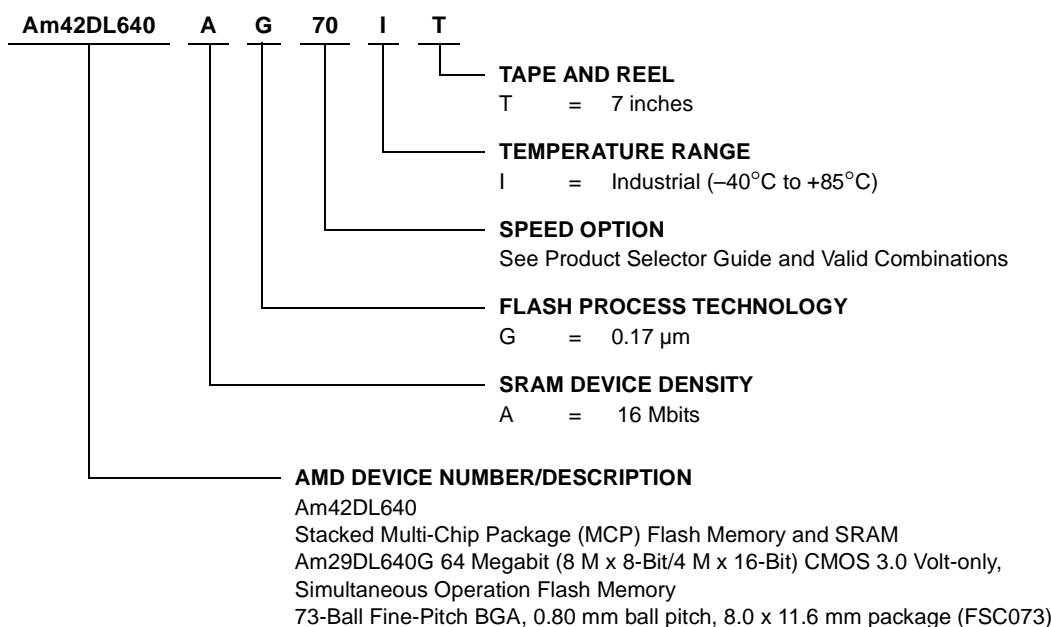 Am42DL640 A G 70 I T
TAPE AND REEL
T = 7 inches
TEMPERATURE RANGE
I = Industrial (–40°C to +85°C)
SPEED OPTION
See Product Selector Guide and Valid Combinations
FLASH PROCESS TECHNOLOGY
G = 0.17 µm
SRAM DEVICE DENSITY
A = 16 Mbits
AMD DEVICE NUMBER/DESCRIPTION
Am42DL640
Stacked Multi-Chip Package (MCP) Flash Memory and SRAM
Am29DL640G 64 Megabit (8 M x 8-Bit/4 M x 16-Bit) CMOS 3.0 Volt-only,
Simultaneous Operation Flash Memory
73-Ball Fine-Pitch BGA, 0.80 mm ball pitch, 8.0 x 11.6 mm package (FSC073)